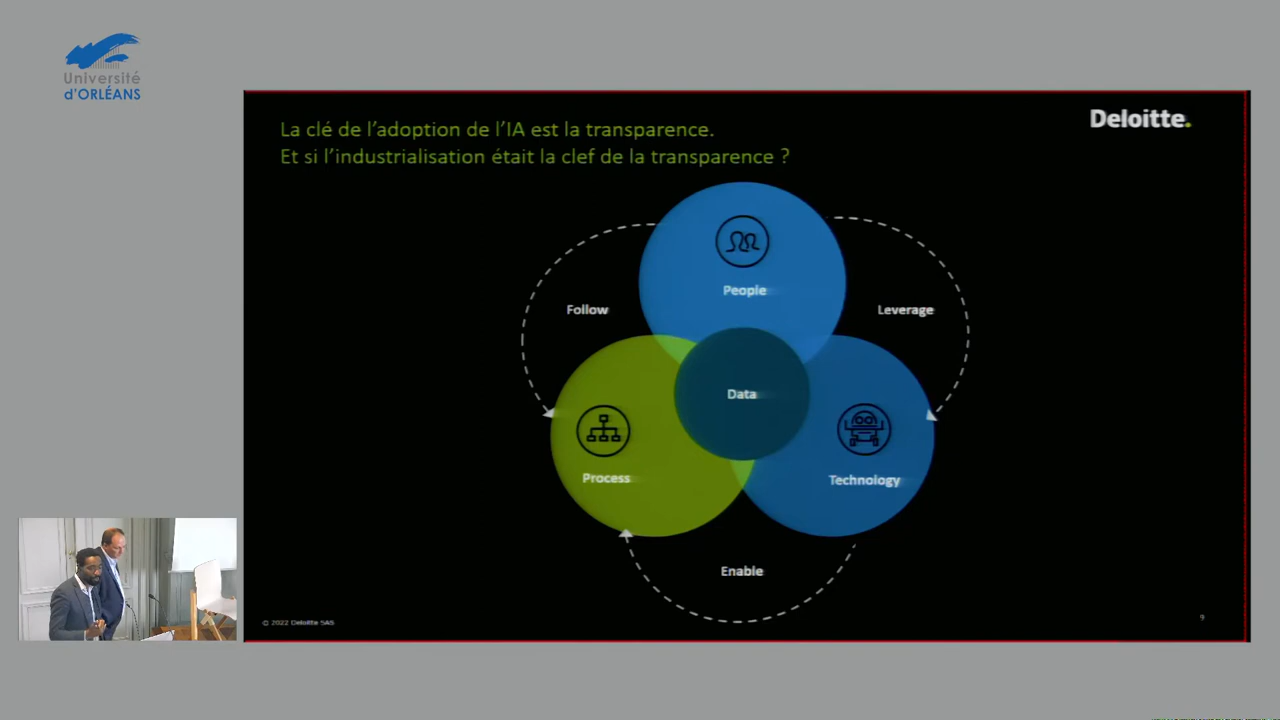 Université
d'ORLÉANS
La clé de l'adoption de l'IA est la transparence.
Et si l'industrialisation était la clef de la transparence ?
Deloitte.
People
Follow
Leverage
Data
Process
Technology
Enable
© 2022 Deloitte SAS
9